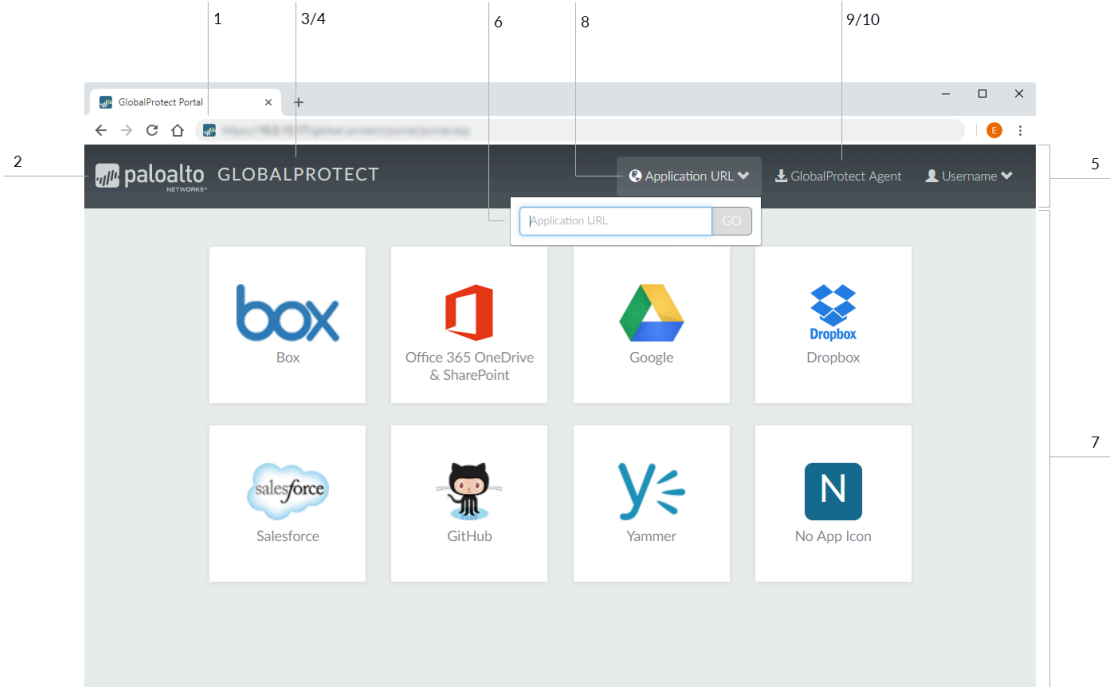 1
3/4
6
8
9/10
GlobalProtect Portal
E
2
paloalto
NETWORKS®
GLOBALPROTECT
Application URL
GlobalProtect Agent
Username
5
Application URL
GO
box
Box
Office 365 OneDrive
& SharePoint
Google
Dropbox
Dropbox
7
salesforce
Salesforce
GitHub
Yammer
N
No App Icon